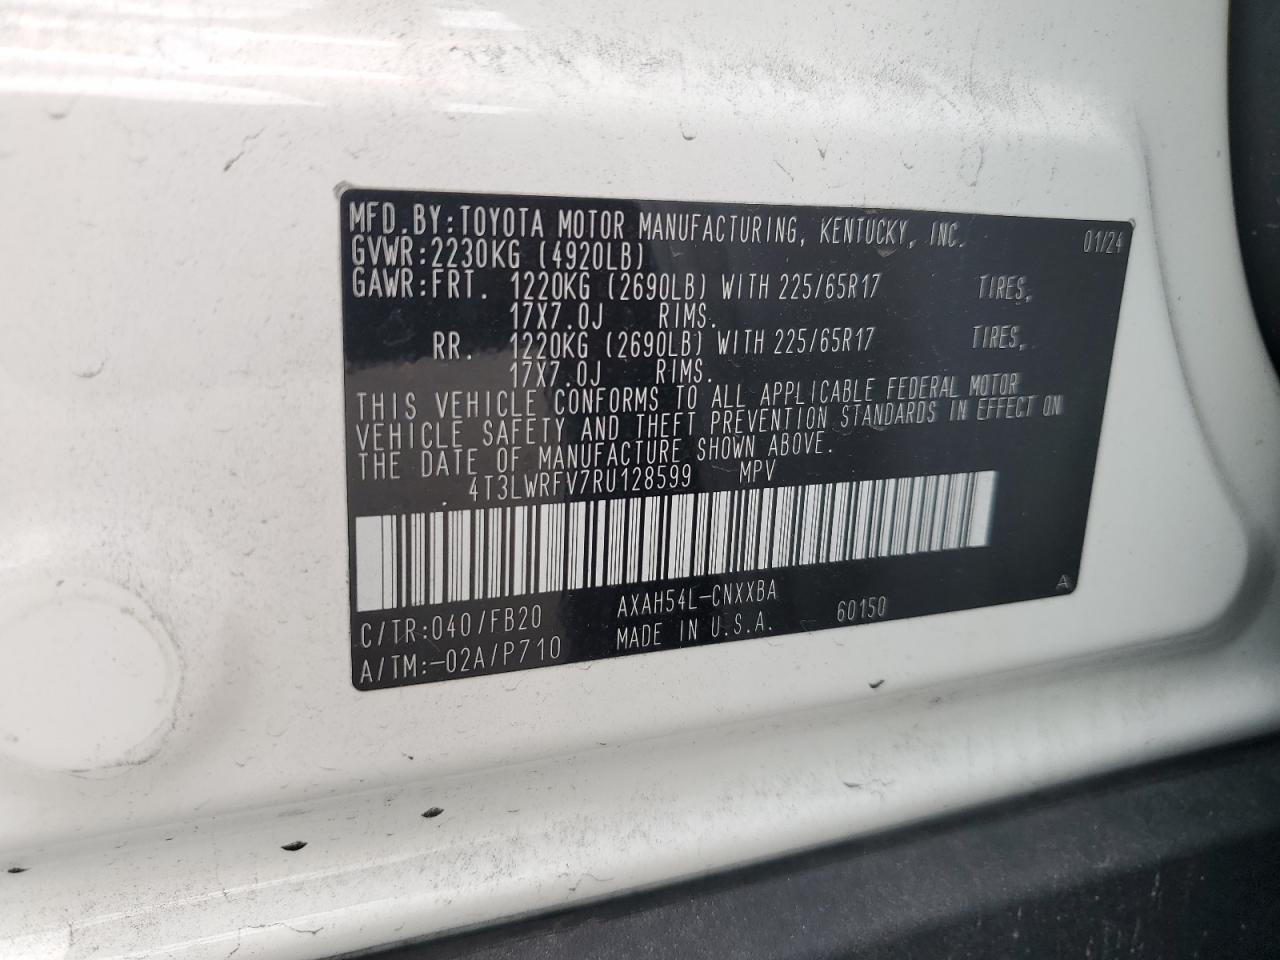 MFD.BY:TOYOTA MOTOR MANUFACTURING, KENTUCKY, INC. 01/24
GVWR:2230KG (4920LB)
GAWR:FRT. 1220KG (2690LB) WITH 225/65R17 TIRES,
17X7.0J RIMS.
RR. 1220KG (2690LB) WITH 225/65R17 TIRES,
17X7.0J RIMS.
THIS VEHICLE CONFORMS TO ALL APPLICABLE FEDERAL MOTOR
VEHICLE SAFETY AND THEFT PREVENTION STANDARDS IN EFFECT ON
THE DATE OF MANUFACTURE SHOWN ABOVE.
4T3LWRFV7RU128599 MPV
C/TR:040/FB20 AXAH54L-CNXXBA A
A/TM:-02A/P710 MADE IN U.S.A. 60150